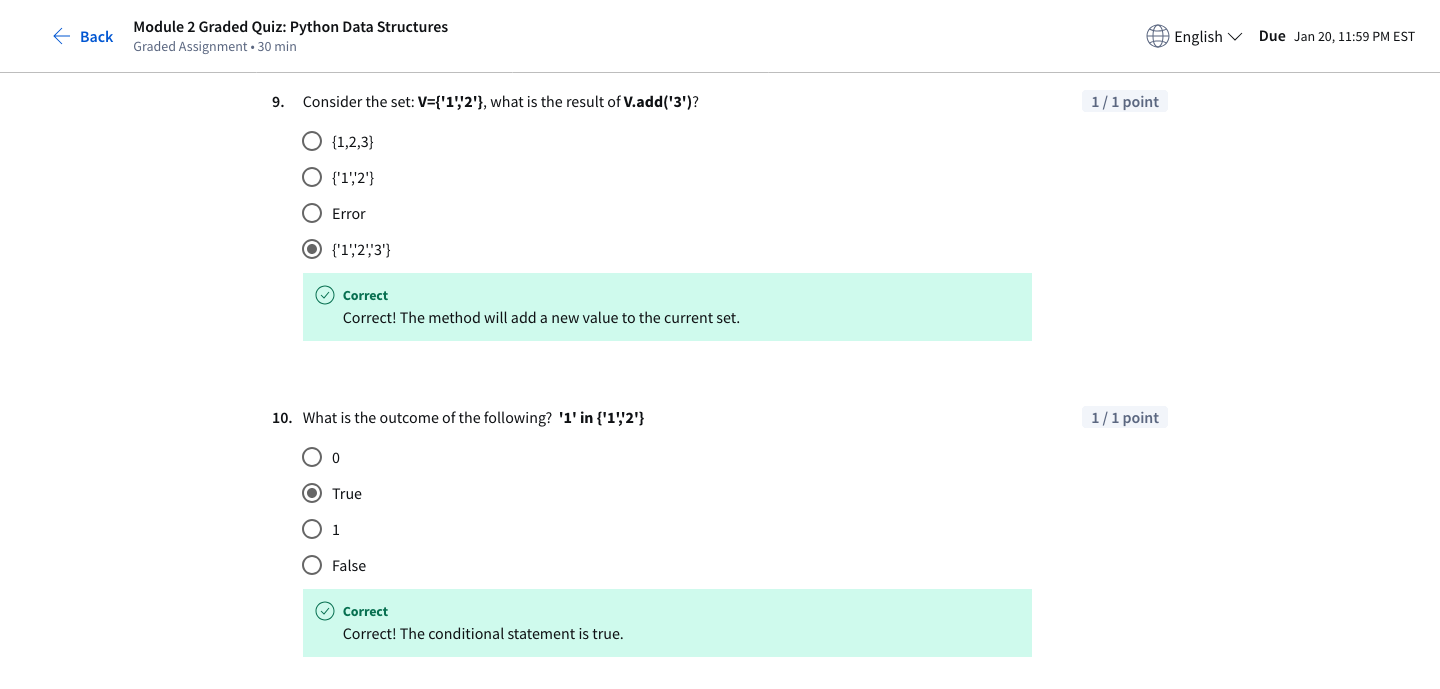 Back
Module 2 Graded Quiz: Python Data Structures
Graded Assignment • 30 min
English
Due Jan 20, 11:59 PM EST
9. Consider the set: V={'1','2'}, what is the result of V.add('3')?
1 / 1 point
{1,2,3}
{'1','2'}
Error
{'1','2','3'}
Correct
Correct! The method will add a new value to the current set.
10. What is the outcome of the following? '1' in {'1','2'}
1 / 1 point
0
True
1
False
Correct
Correct! The conditional statement is true.